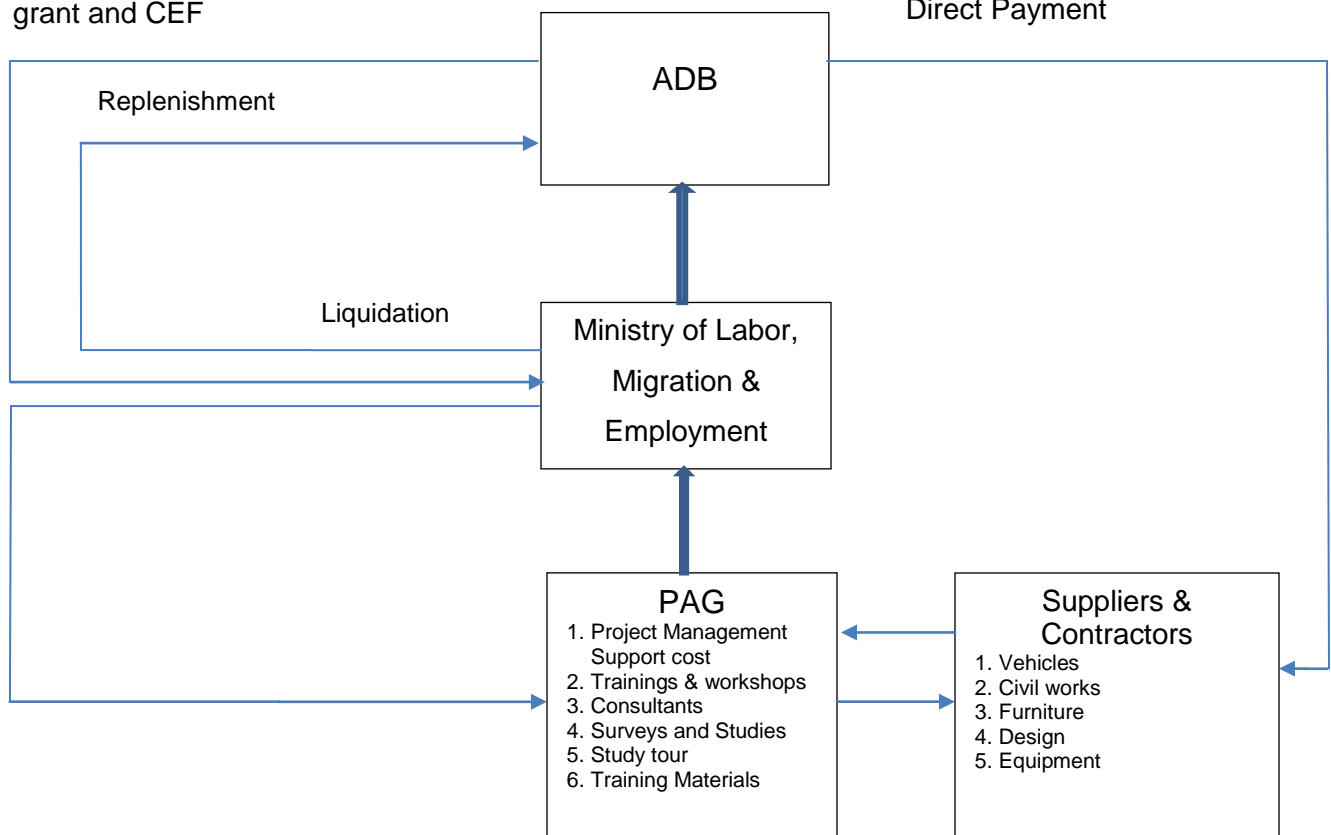 grant and CEF
Direct Payment
ADB
Replenishment
Liquidation
Ministry of Labor,
Migration &
Employment
PAG
1. Project Management
Support cost
2. Trainings & workshops
3. Consultants
4. Surveys and Studies
5. Study tour
6. Training Materials
Suppliers &
Contractors
1. Vehicles
2. Civil works
3. Furniture
4. Design
5. Equipment